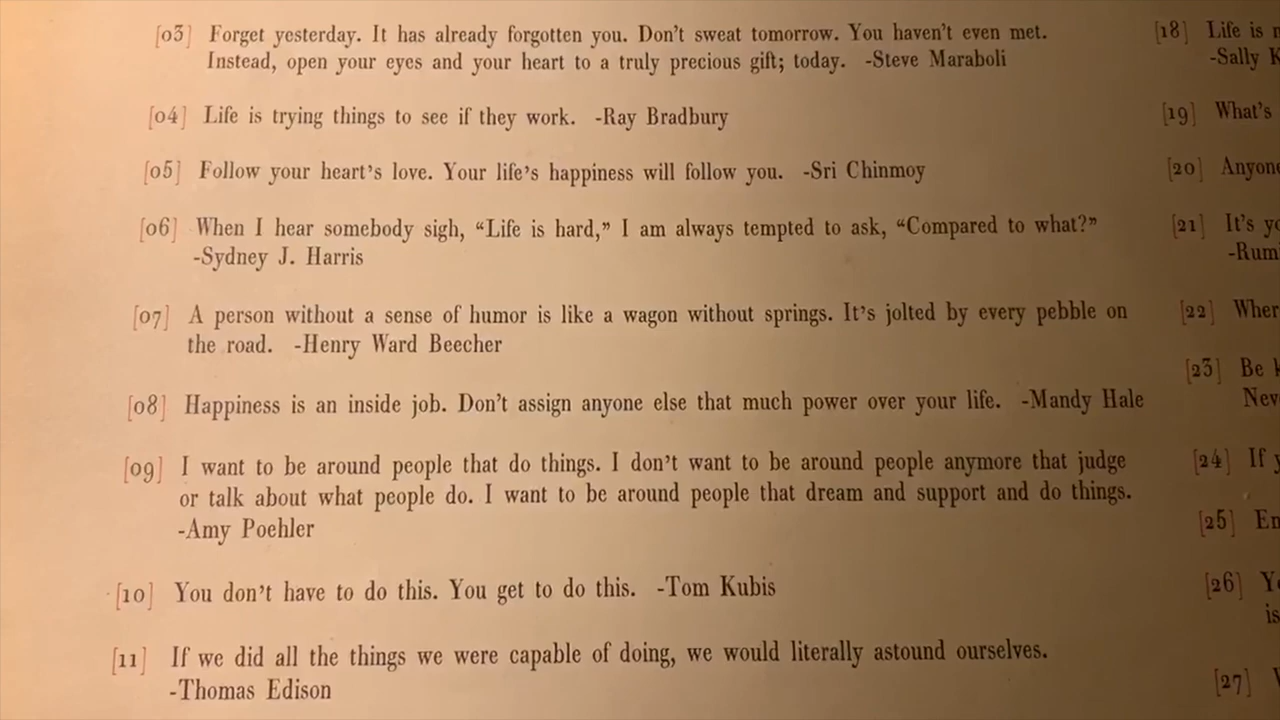 [03] Forget yesterday. It has already forgotten you. Don't sweat tomorrow. You haven't even met.
Instead, open your eyes and your heart to a truly precious gift; today. -Steve Maraboli
[04] Life is trying things to see if they work. -Ray Bradbury
[05] Follow your heart's love. Your life's happiness will follow you. -Sri Chinmoy
[06] When I hear somebody sigh, “Life is hard,” I am always tempted to ask, “Compared to what?”
-Sydney J. Harris
[07] A person without a sense of humor is like a wagon without springs. It's jolted by every pebble on
the road. -Henry Ward Beecher
[08] Happiness is an inside job. Don't assign anyone else that much power over your life. -Mandy Hale
[09] I want to be around people that do things. I don't want to be around people anymore that judge
or talk about what people do. I want to be around people that dream and support and do things.
-Amy Poehler
[10] You don't have to do this. You get to do this. -Tom Kubis
[11] If we did all the things we were capable of doing, we would literally astound ourselves.
-Thomas Edison
[18] Life is
-Sally
[19] What's
[20]
[21] It's
[22]
[23] Be
[24] If
[25]
[26]
[27]